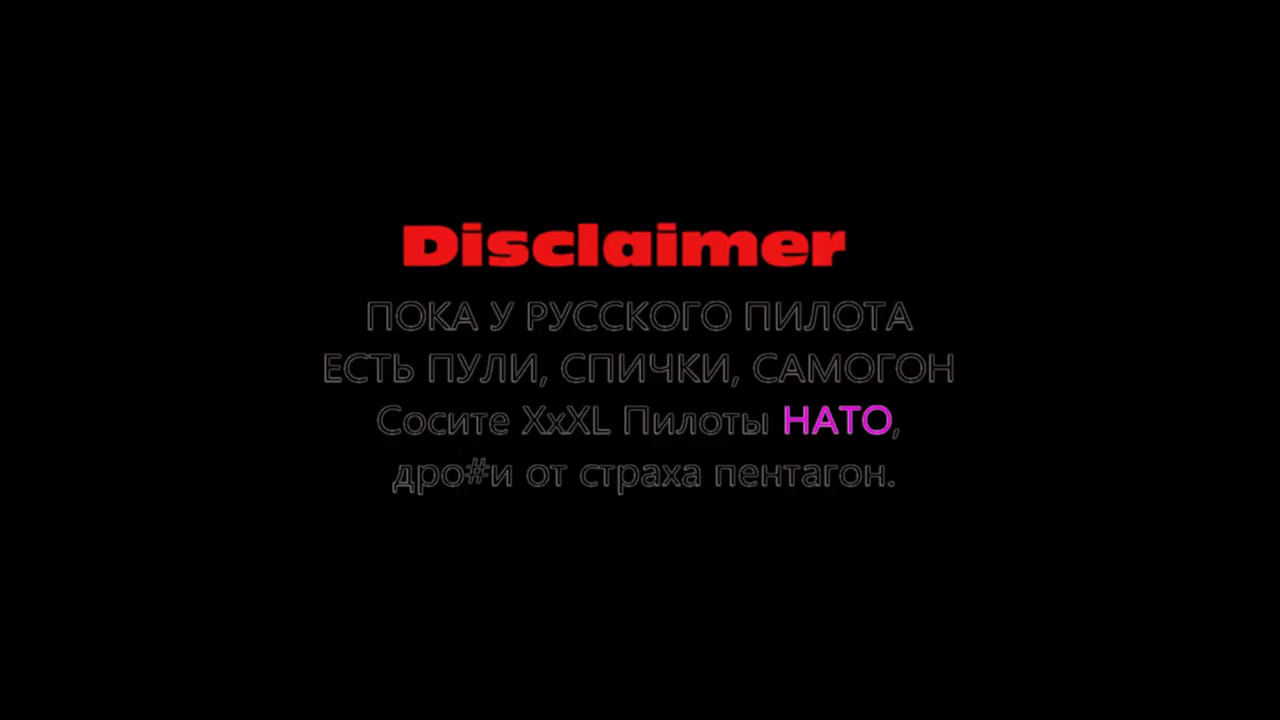 Disclaimer
ПОКА У РУССКОГО ПИЛОТА
ЕСТЬ ПУЛИ, СПИЧКИ, САМОГОН
Сосите XxXL Пилоты НАТО,
дро#и от страха пентагон.